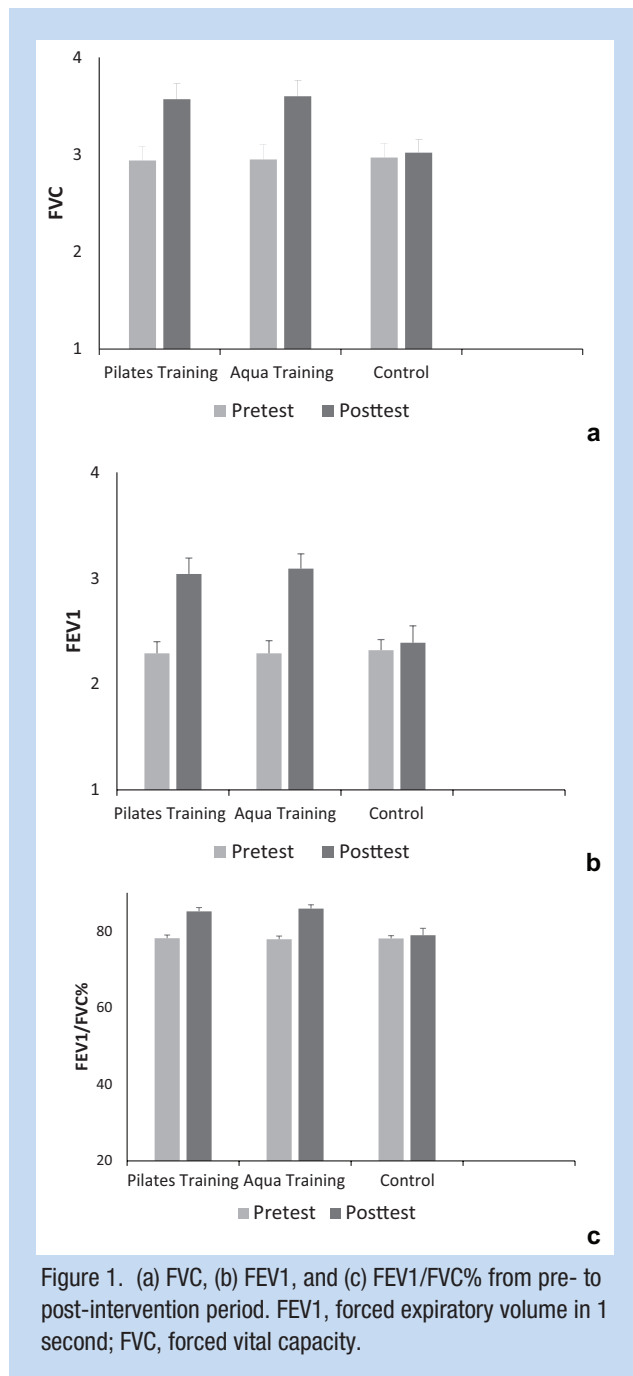 4
3
2
1
FVC
Pilates Training Aqua Training Control
Pretest Posttest
a
4
3
2
1
FEV1
Pilates Training Aqua Training Control
Pretest Posttest
b
80
60
40
20
FEV1/FVC%
Pilates Training Aqua Training Control
Pretest Posttest
c
Figure 1. (a) FVC, (b) FEV1, and (c) FEV1/FVC% from pre- to
post-intervention period. FEV1, forced expiratory volume in 1
second; FVC, forced vital capacity.